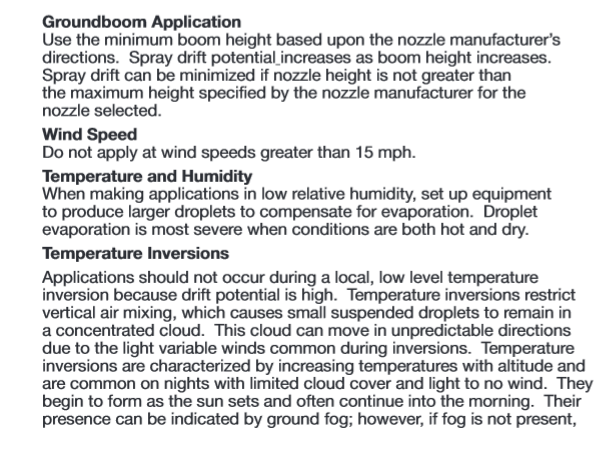 Groundboom Application
Use the minimum boom height based upon the nozzle manufacturer's
directions.  Spray drift potential increases as boom height increases.
Spray drift can be minimized if nozzle height is not greater than
the maximum height specified by the nozzle manufacturer for the
nozzle selected.
Wind Speed
Do not apply at wind speeds greater than 15 mph.
Temperature and Humidity
When making applications in low relative humidity, set up equipment
to produce larger droplets to compensate for evaporation.  Droplet
evaporation is most severe when conditions are both hot and dry.
Temperature Inversions
Applications should not occur during a local, low level temperature
inversion because drift potential is high.  Temperature inversions restrict
vertical air mixing, which causes small suspended droplets to remain in
a concentrated cloud.  This cloud can move in unpredictable directions
due to the light variable winds common during inversions.  Temperature
inversions are characterized by increasing temperatures with altitude and
are common on nights with limited cloud cover and light to no wind.  They
begin to form as the sun sets and often continue into the morning.  Their
presence can be indicated by ground fog; however, if fog is not present,